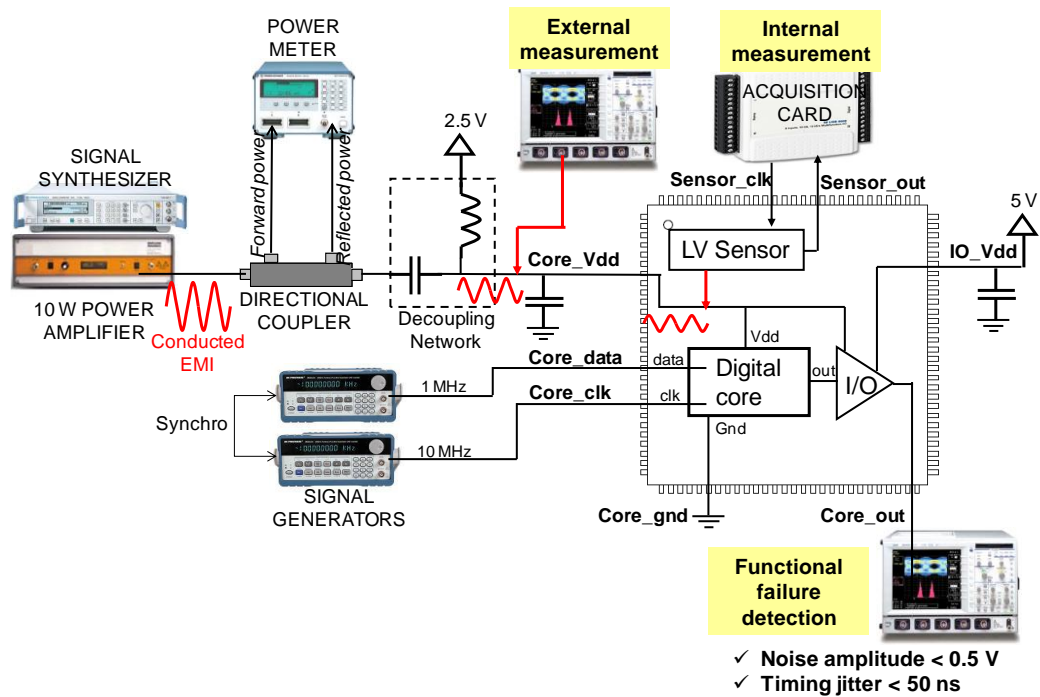 External
measurement
Internal
measurement
POWER
METER
ACQUISITION
CARD
2.5 V
SIGNAL
SYNTHESIZER
Forward power
Reflected power
Sensor_clk
Sensor_out
5 V
LV Sensor
IO_Vdd
Core_Vdd
10 W POWER
AMPLIFIER
DIRECTIONAL
COUPLER
Decoupling
Network
Conducted
EMI
Vdd
Core_data
data
Digital
core
out
I/O
1 MHz
Core_clk
clk
Synchro
Gnd
10 MHz
SIGNAL
GENERATORS
Core_gnd
Core_out
Functional
failure
detection
✓ Noise amplitude < 0.5 V
✓ Timing jitter < 50 ns